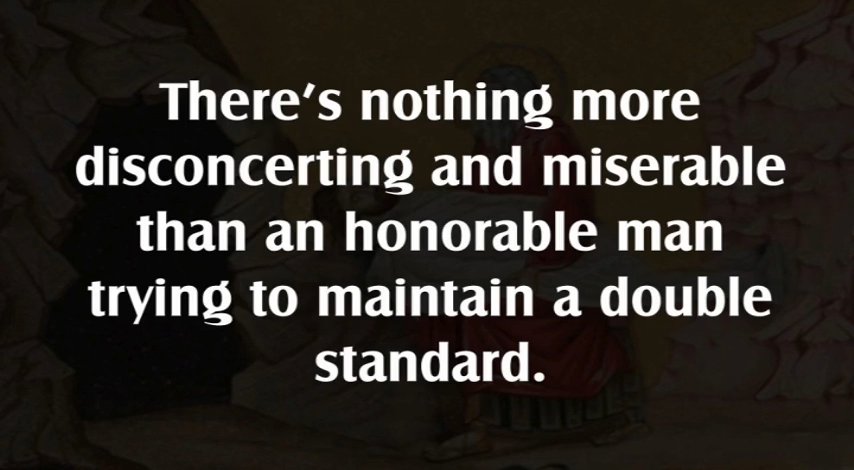 There’s nothing more
disconcerting and miserable
than an honorable man
trying to maintain a double
standard.